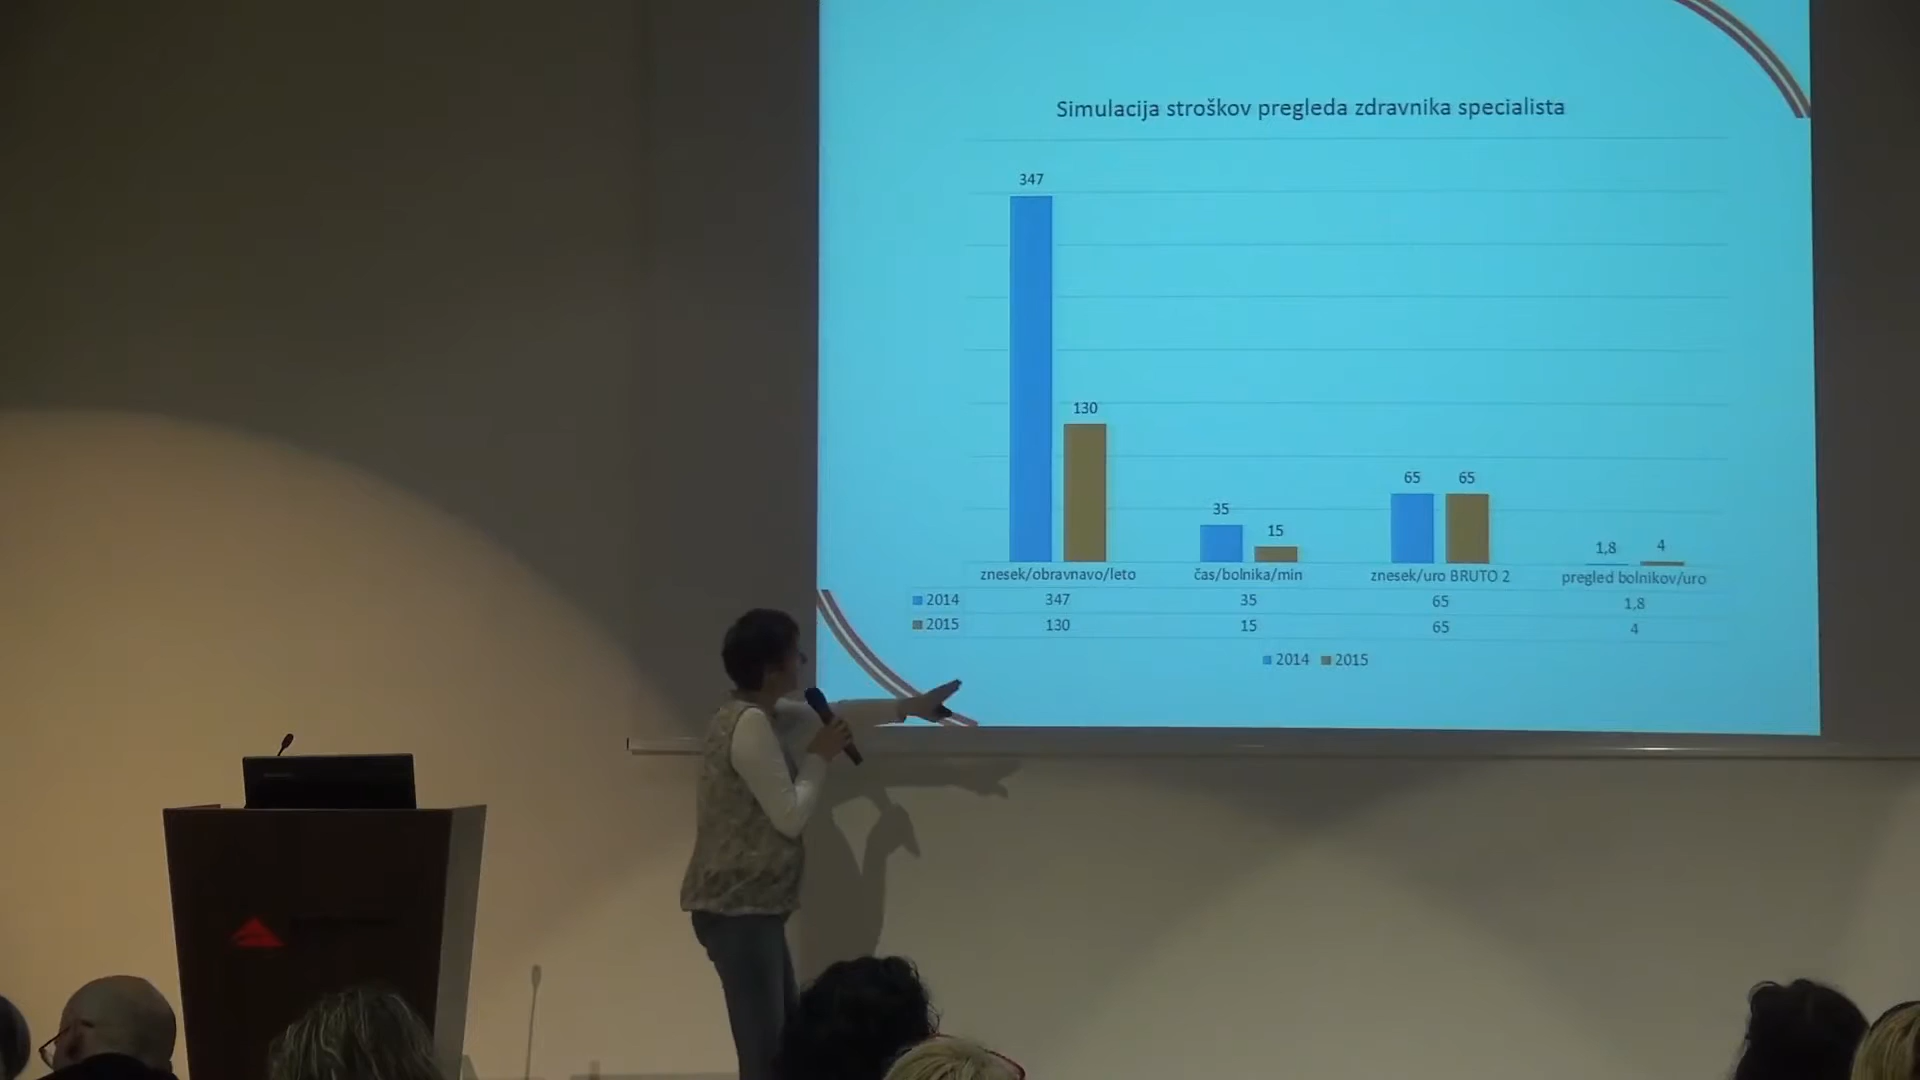 Simulacija stroškov pregleda zdravnika specialista
347
130
35
15
65
65
1,8
4
znesek/obravnavo/leto
čas/bolnika/min
znesek/uro BRUTO 2
pregled bolnikov/uro
2014 347 35 65 1,8
2015 130 15 65 4
2014 2015